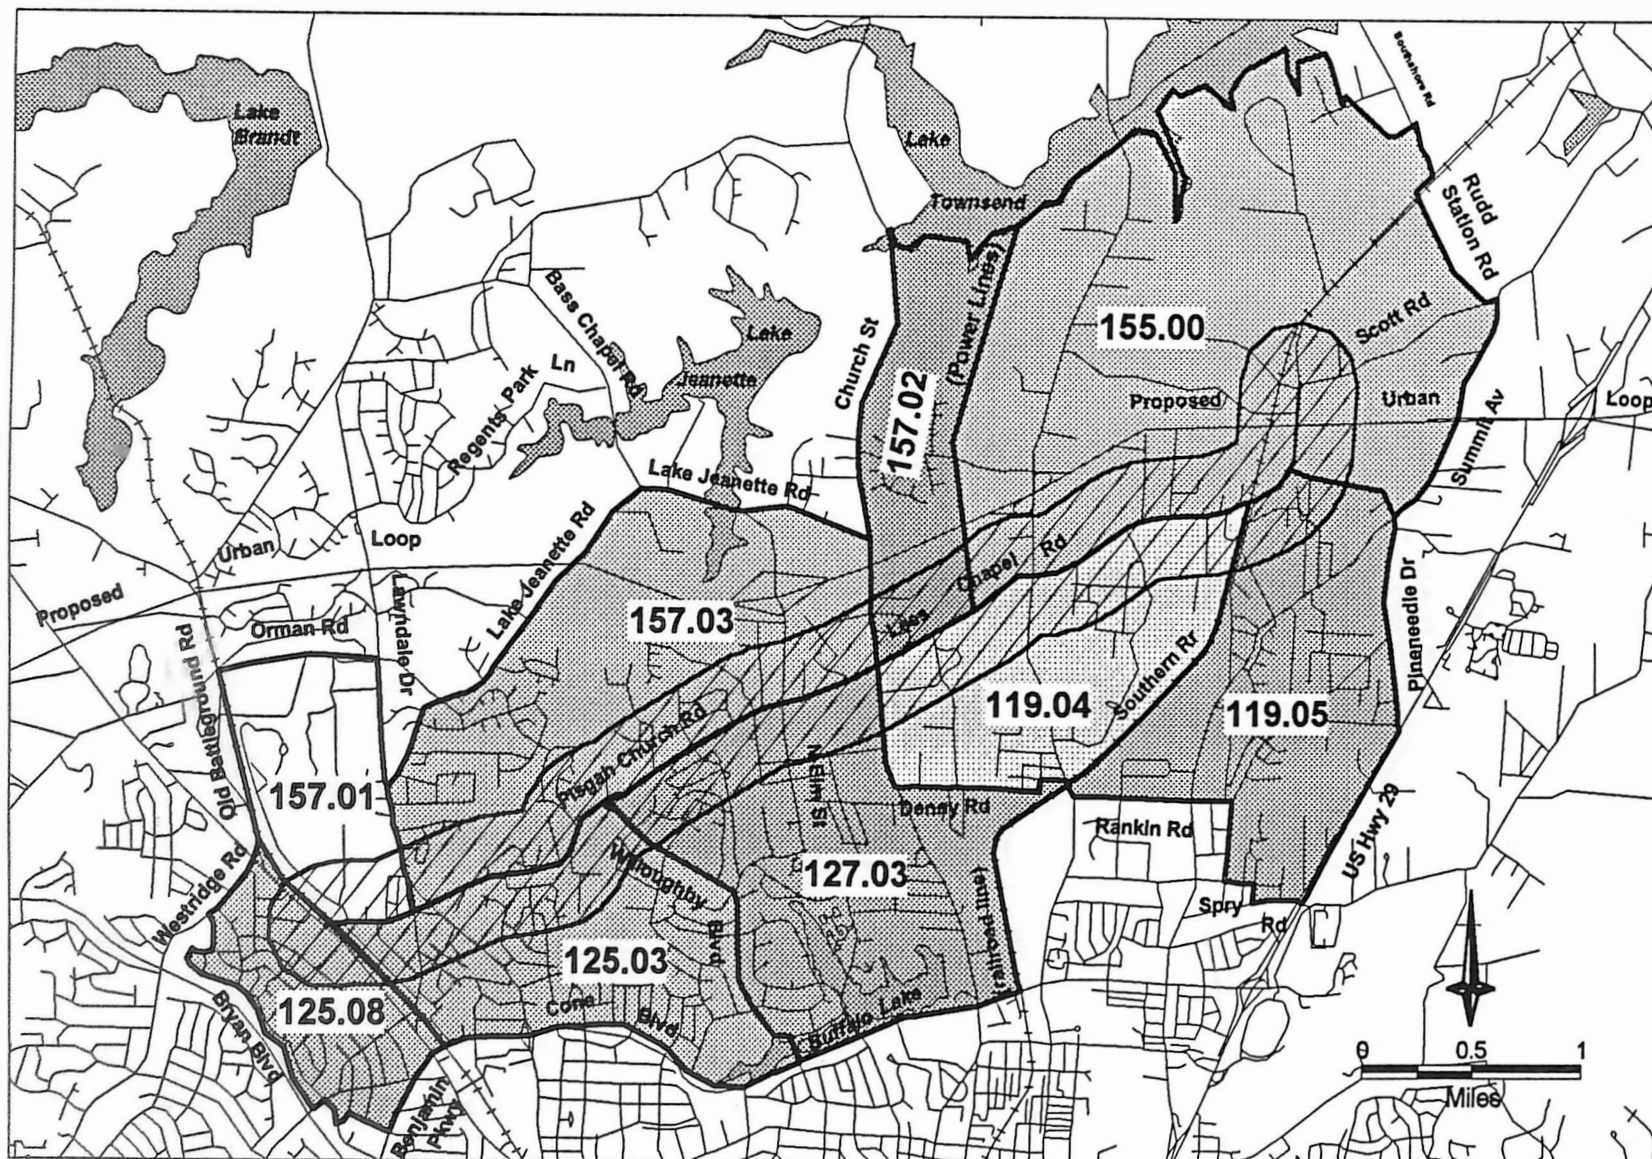 Lake
Brandt
Lake
Townsend
Southshore Rd
Rudd
Station Rd
Bass Chapel Rd
Lake
Jeanette
Church St
(Power Lines)
157.02
155.00
Scott Rd
Proposed
Urban
Loop
Summit Av
Regents Park
Ln
Lake Jeanette Rd
Urban
Loop
Proposed
Orman Rd
Lawndale Dr
Lake Jeanette Rd
Old Battleground Rd
157.03
Lees
Chapel
Rd
Pineneedle Dr
119.04
Southern Rr
119.05
157.01
Pisgah Church Rd
N Elm St
Denny Rd
Rankin Rd
US Hwy 29
Westridge Rd
Willoughby
Blvd
127.03
(railroad line)
Spry
Rd
125.03
125.08
Cone
Blvd
Buffalo Lake
Bryan Blvd
Benjamin
Pkwy
0 0.5 1
Miles